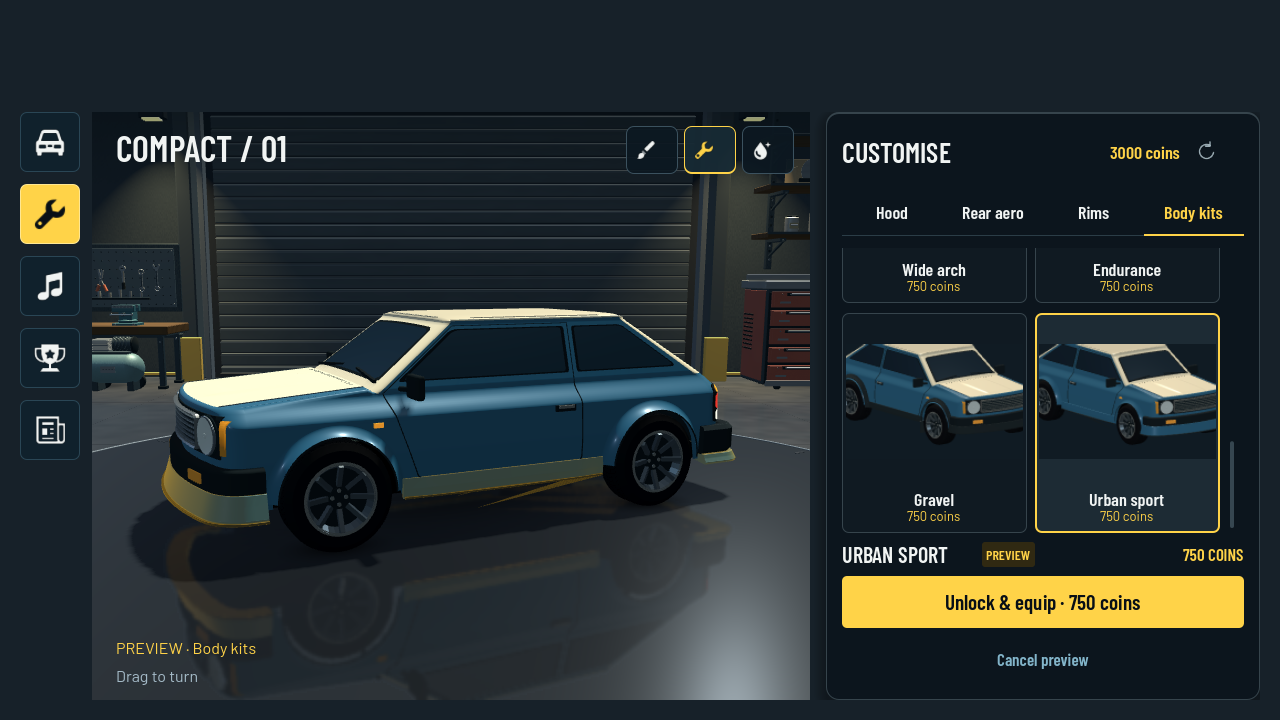 COMPACT / 01
CUSTOMISE
3000 coins
Hood
Rear aero
Rims
Body kits
Wide arch
750 coins
Endurance
750 coins
Gravel
750 coins
Urban sport
750 coins
URBAN SPORT
PREVIEW
750 COINS
Unlock & equip · 750 coins
Cancel preview
PREVIEW · Body kits
Drag to turn